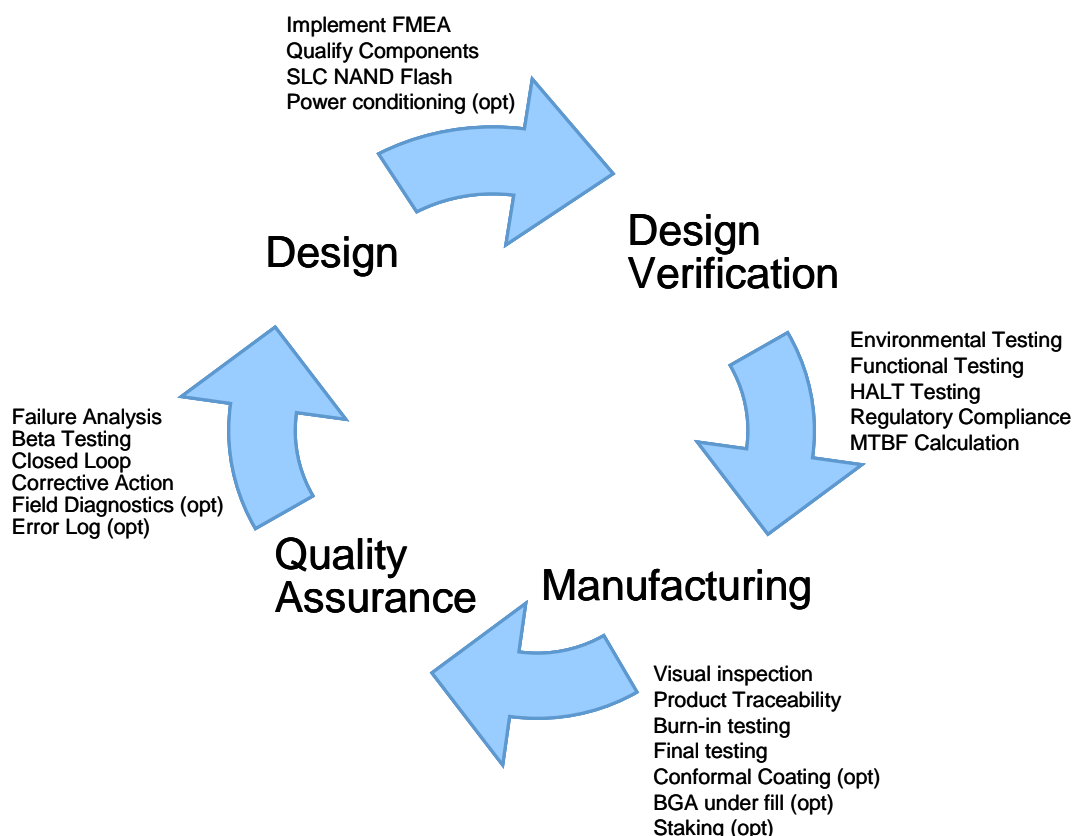 Implement FMEA
Qualify Components
SLC NAND Flash
Power conditioning (opt)
Design
Design
Verification
Environmental Testing
Functional Testing
HALT Testing
Regulatory Compliance
MTBF Calculation
Failure Analysis
Beta Testing
Closed Loop
Corrective Action
Field Diagnostics (opt)
Error Log (opt)
Quality
Assurance
Manufacturing
Visual inspection
Product Traceability
Burn-in testing
Final testing
Conformal Coating (opt)
BGA under fill (opt)
Staking (opt)